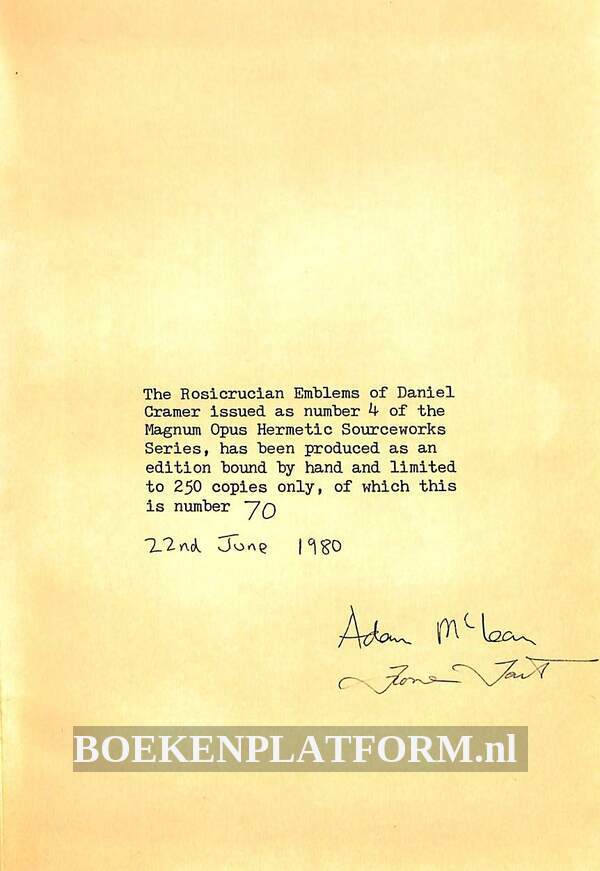 The Rosicrucian Emblems of Daniel
Cramer issued as number 4 of the
Magnum Opus Hermetic Sourceworks
Series, has been produced as an
edition bound by hand and limited
to 250 copies only, of which this
is number 70
22nd June 1980
Adam McLean
BOEKENPLATFORM.nl